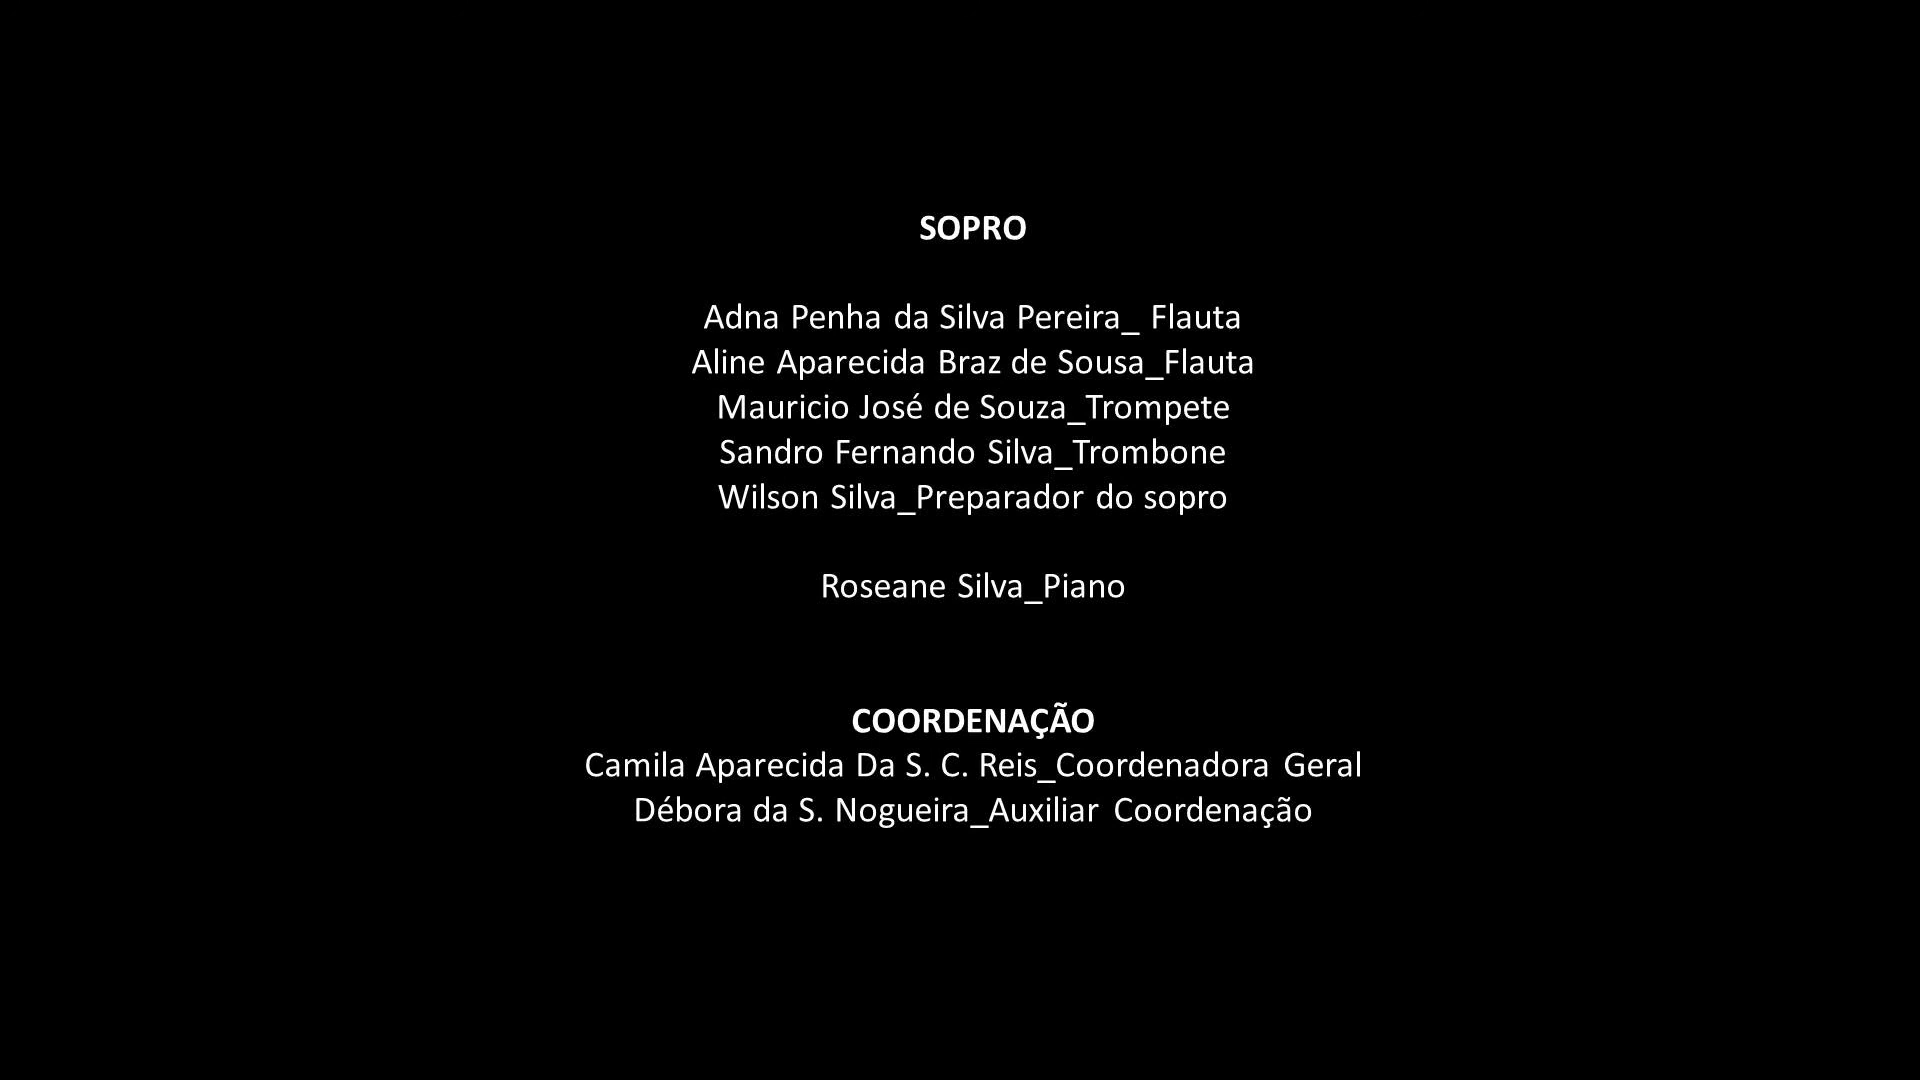 SOPRO
Adna Penha da Silva Pereira_ Flauta
Aline Aparecida Braz de Sousa_Flauta
Mauricio José de Souza_Trompete
Sandro Fernando Silva_Trombone
Wilson Silva_Preparador do sopro
Roseane Silva_Piano
COORDENAÇÃO
Camila Aparecida Da S. C. Reis_Coordenadora Geral
Débora da S. Nogueira_Auxiliar Coordenação